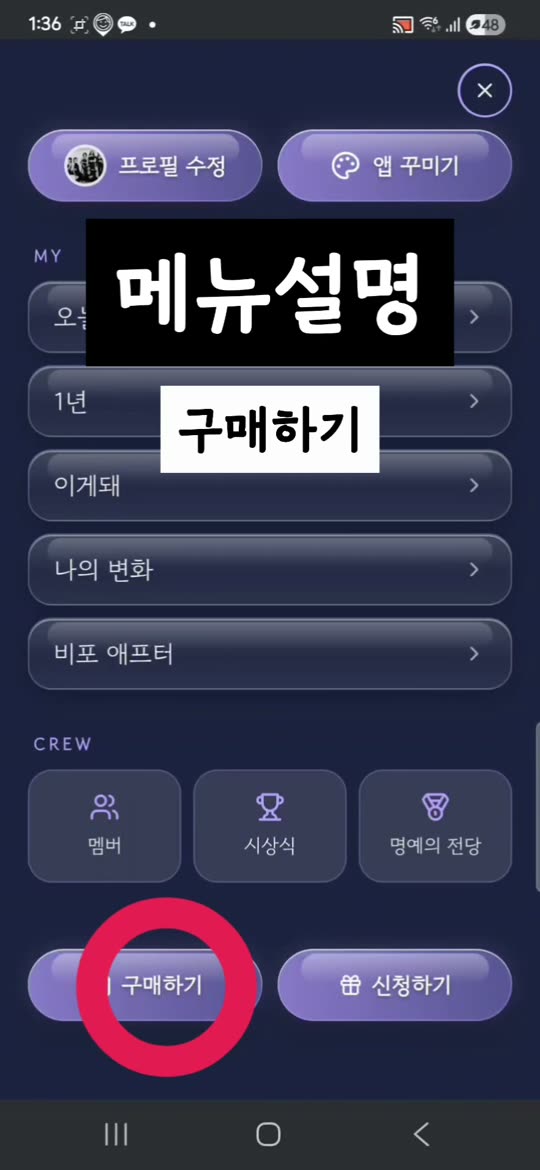 1:36 TALK 6 48
프로필 수정 앱 꾸미기
메뉴설명
MY
1년
구매하기
이게돼
나의 변화
비포 애프터
CREW
멤버 시상식 명예의 전당
구매하기 신청하기